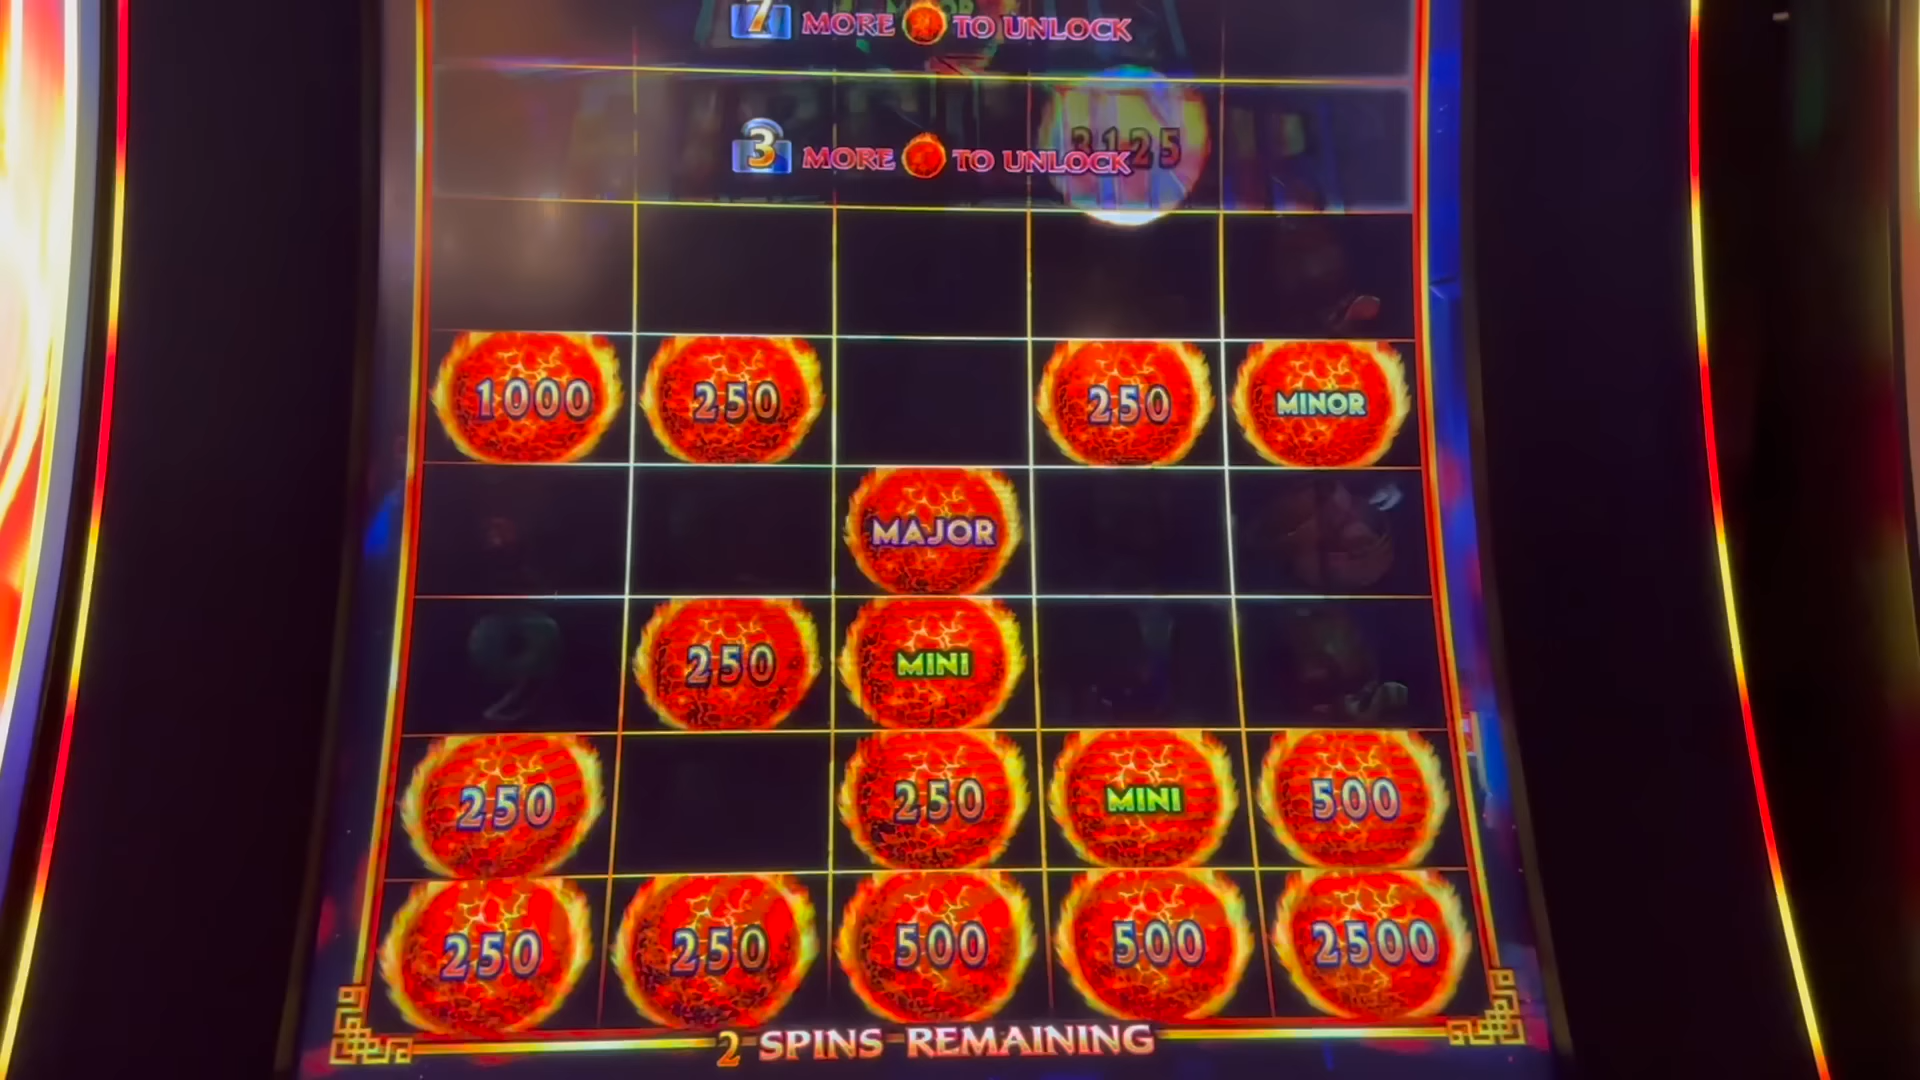 7 MORE TO UNLOCK
3 MORE TO UNLOCK
3125
1000 250 250 MINOR
MAJOR
250 MINI
250 250 MINI 500
250 250 500 500 2500
2 SPINS REMAINING